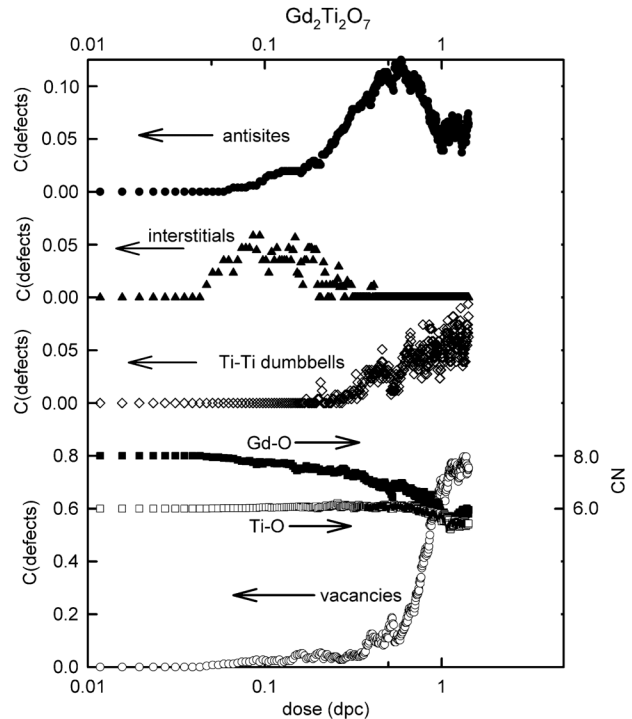 Gd2Ti2O7
0.01 0.1 1
C(defects)
0.10
0.05
0.00
antisites
C(defects)
0.05
0.00
interstitials
C(defects)
0.05
0.00
Ti-Ti dumbbells
C(defects)
0.8
0.6
0.4
0.2
0.0
Gd-O
Ti-O
vacancies
8.0
6.0
CN
0.01 0.1 1
dose (dpc)